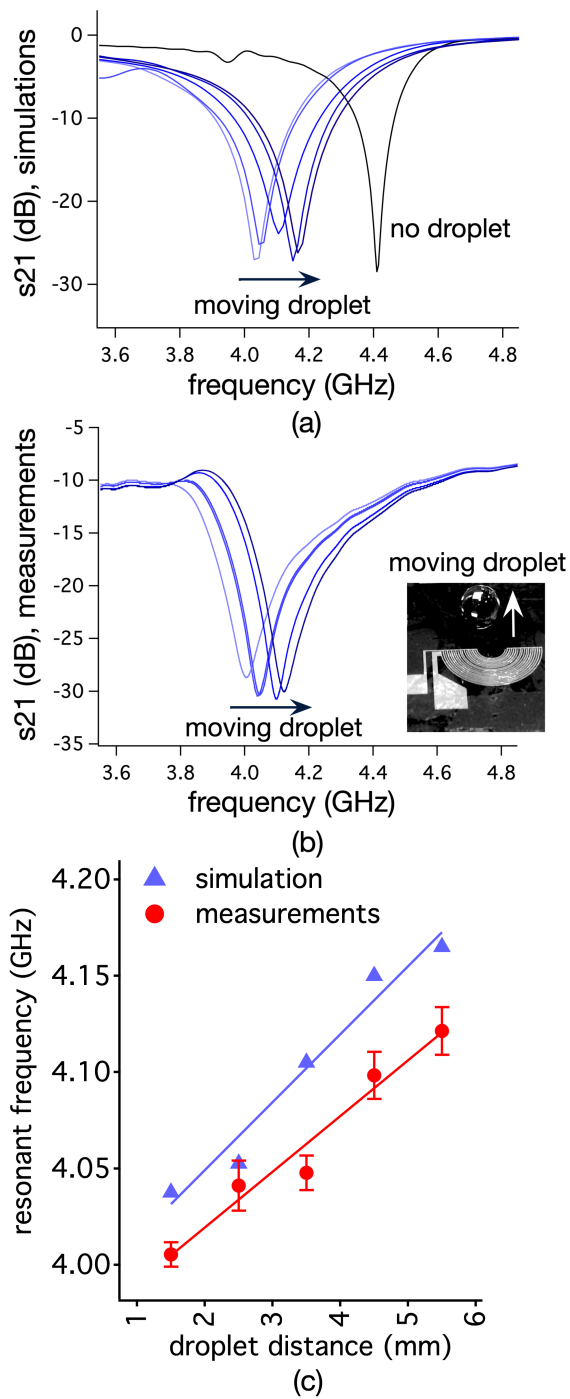 s21 (dB), simulations
0
-10
-20
-30
no droplet
moving droplet
3.6 3.8 4.0 4.2 4.4 4.6 4.8
frequency (GHz)
(a)
s21 (dB), measurements
-5
-10
-15
-20
-25
-30
-35
moving droplet
moving droplet
3.6 3.8 4.0 4.2 4.4 4.6 4.8
frequency (GHz)
(b)
resonant frequency (GHz)
4.20
4.15
4.10
4.05
4.00
simulation
measurements
1 2 3 4 5 6
droplet distance (mm)
(c)